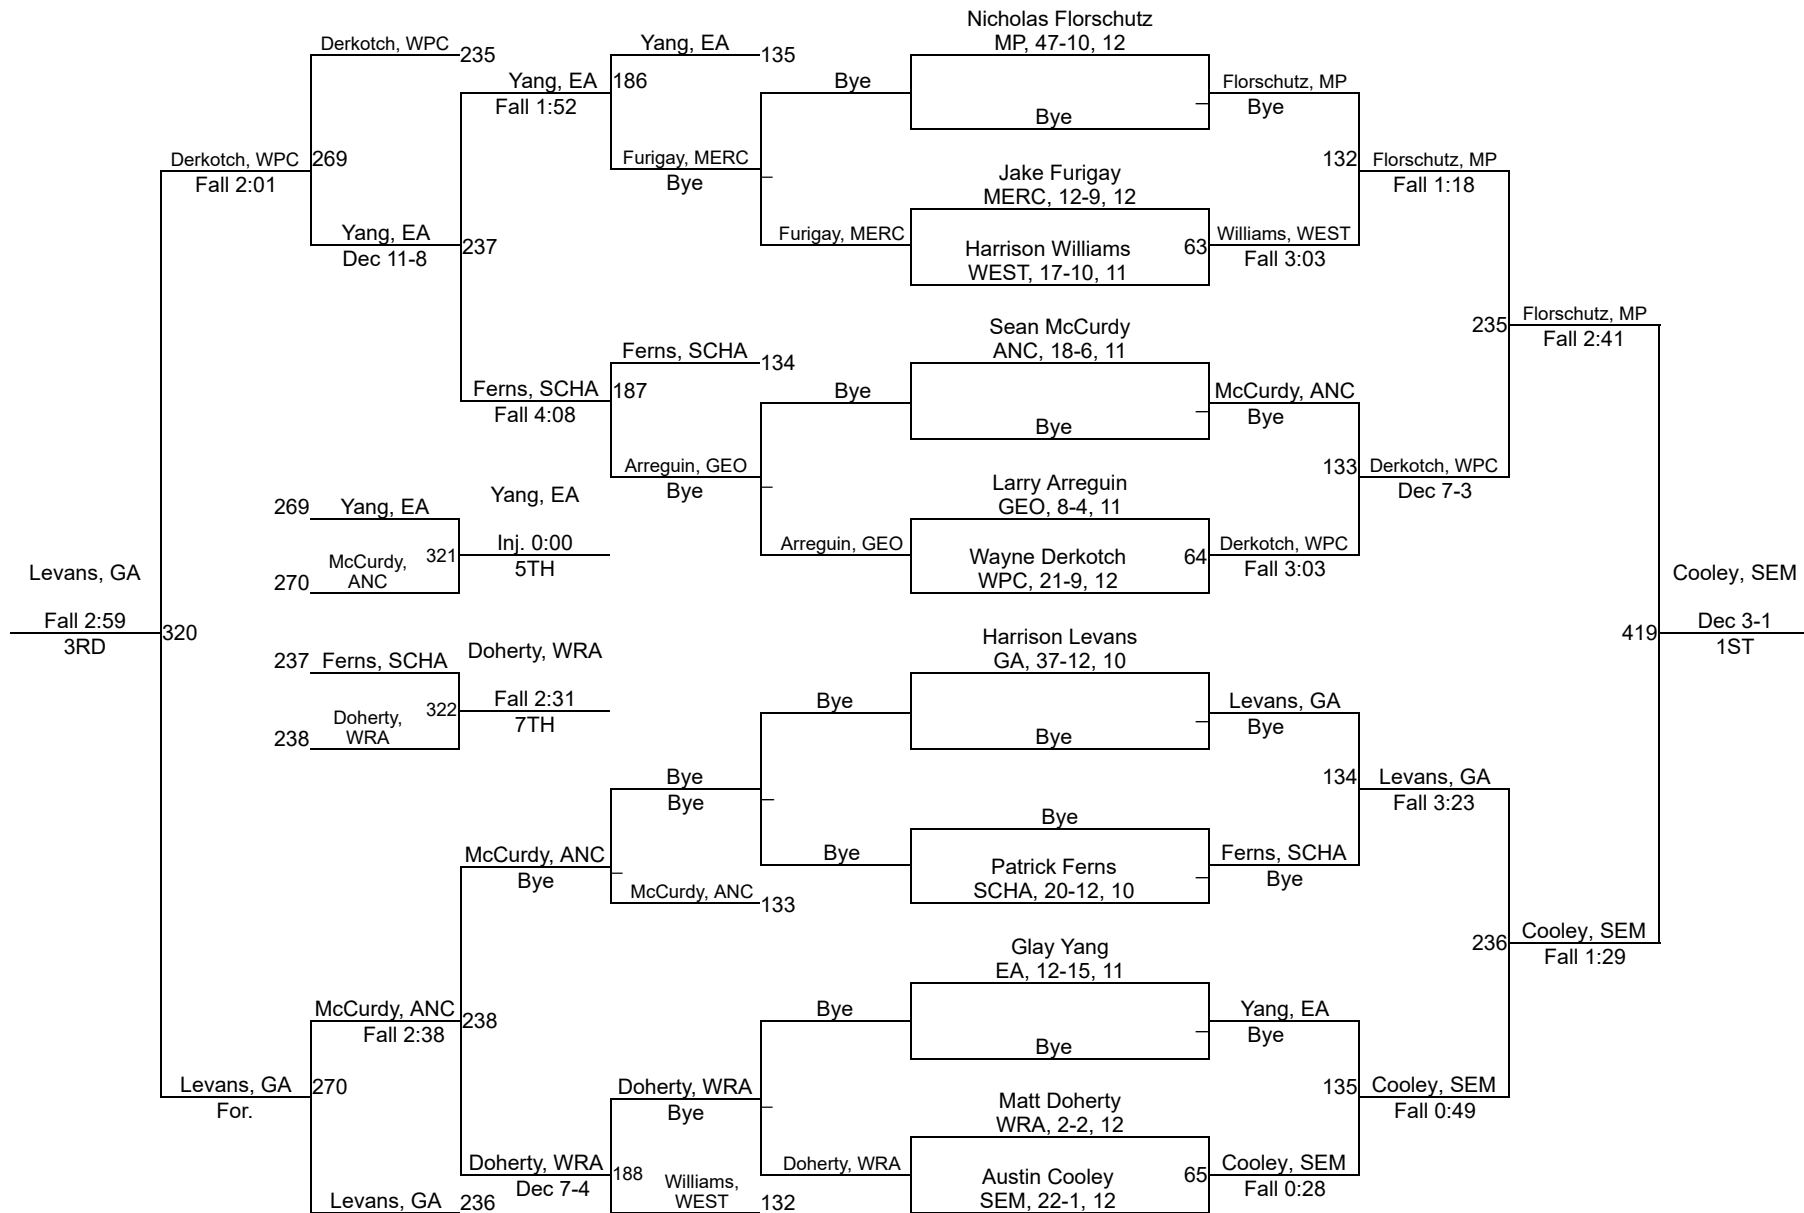 Nicholas Florschutz
MP, 47-10, 12
Derkotch, WPC
235
Yang, EA
135
Yang, EA
186
Fall 1:52
Bye
Bye
Florschutz, MP
Bye
Derkotch, WPC
269
Fall 2:01
Furigay, MERC
Bye
Jake Furigay
MERC, 12-9, 12
132
Florschutz, MP
Fall 1:18
Yang, EA
237
Dec 11-8
Furigay, MERC
Harrison Williams
WEST, 17-10, 11
63
Williams, WEST
Fall 3:03
Sean McCurdy
ANC, 18-6, 11
235
Florschutz, MP
Fall 2:41
Ferns, SCHA
134
Ferns, SCHA
187
Fall 4:08
Bye
Bye
McCurdy, ANC
Bye
Arreguin, GEO
Bye
Larry Arreguin
GEO, 8-4, 11
133
Derkotch, WPC
Dec 7-3
269
Yang, EA
Yang, EA
McCurdy,
ANC
321
Inj. 0:00
5TH
270
Arreguin, GEO
Wayne Derkotch
WPC, 21-9, 12
64
Derkotch, WPC
Fall 3:03
Levans, GA
Fall 2:59
3RD
320
Cooley, SEM
419
Dec 3-1
1ST
Harrison Levans
GA, 37-12, 10
237
Ferns, SCHA
Doherty, WRA
Doherty,
WRA
322
Fall 2:31
7TH
238
Bye
Bye
Levans, GA
Bye
Bye
Bye
134
Levans, GA
Fall 3:23
Bye
McCurdy, ANC
Bye
Bye
Patrick Ferns
SCHA, 20-12, 10
Ferns, SCHA
Bye
McCurdy, ANC
133
Glay Yang
EA, 12-15, 11
236
Cooley, SEM
Fall 1:29
McCurdy, ANC
238
Fall 2:38
Bye
Bye
Yang, EA
Bye
Levans, GA
270
For.
Doherty, WRA
Bye
Matt Doherty
WRA, 2-2, 12
135
Cooley, SEM
Fall 0:49
Doherty, WRA
188
Dec 7-4
Williams,
WEST
132
Doherty, WRA
Austin Cooley
SEM, 22-1, 12
65
Cooley, SEM
Fall 0:28
Levans, GA
236